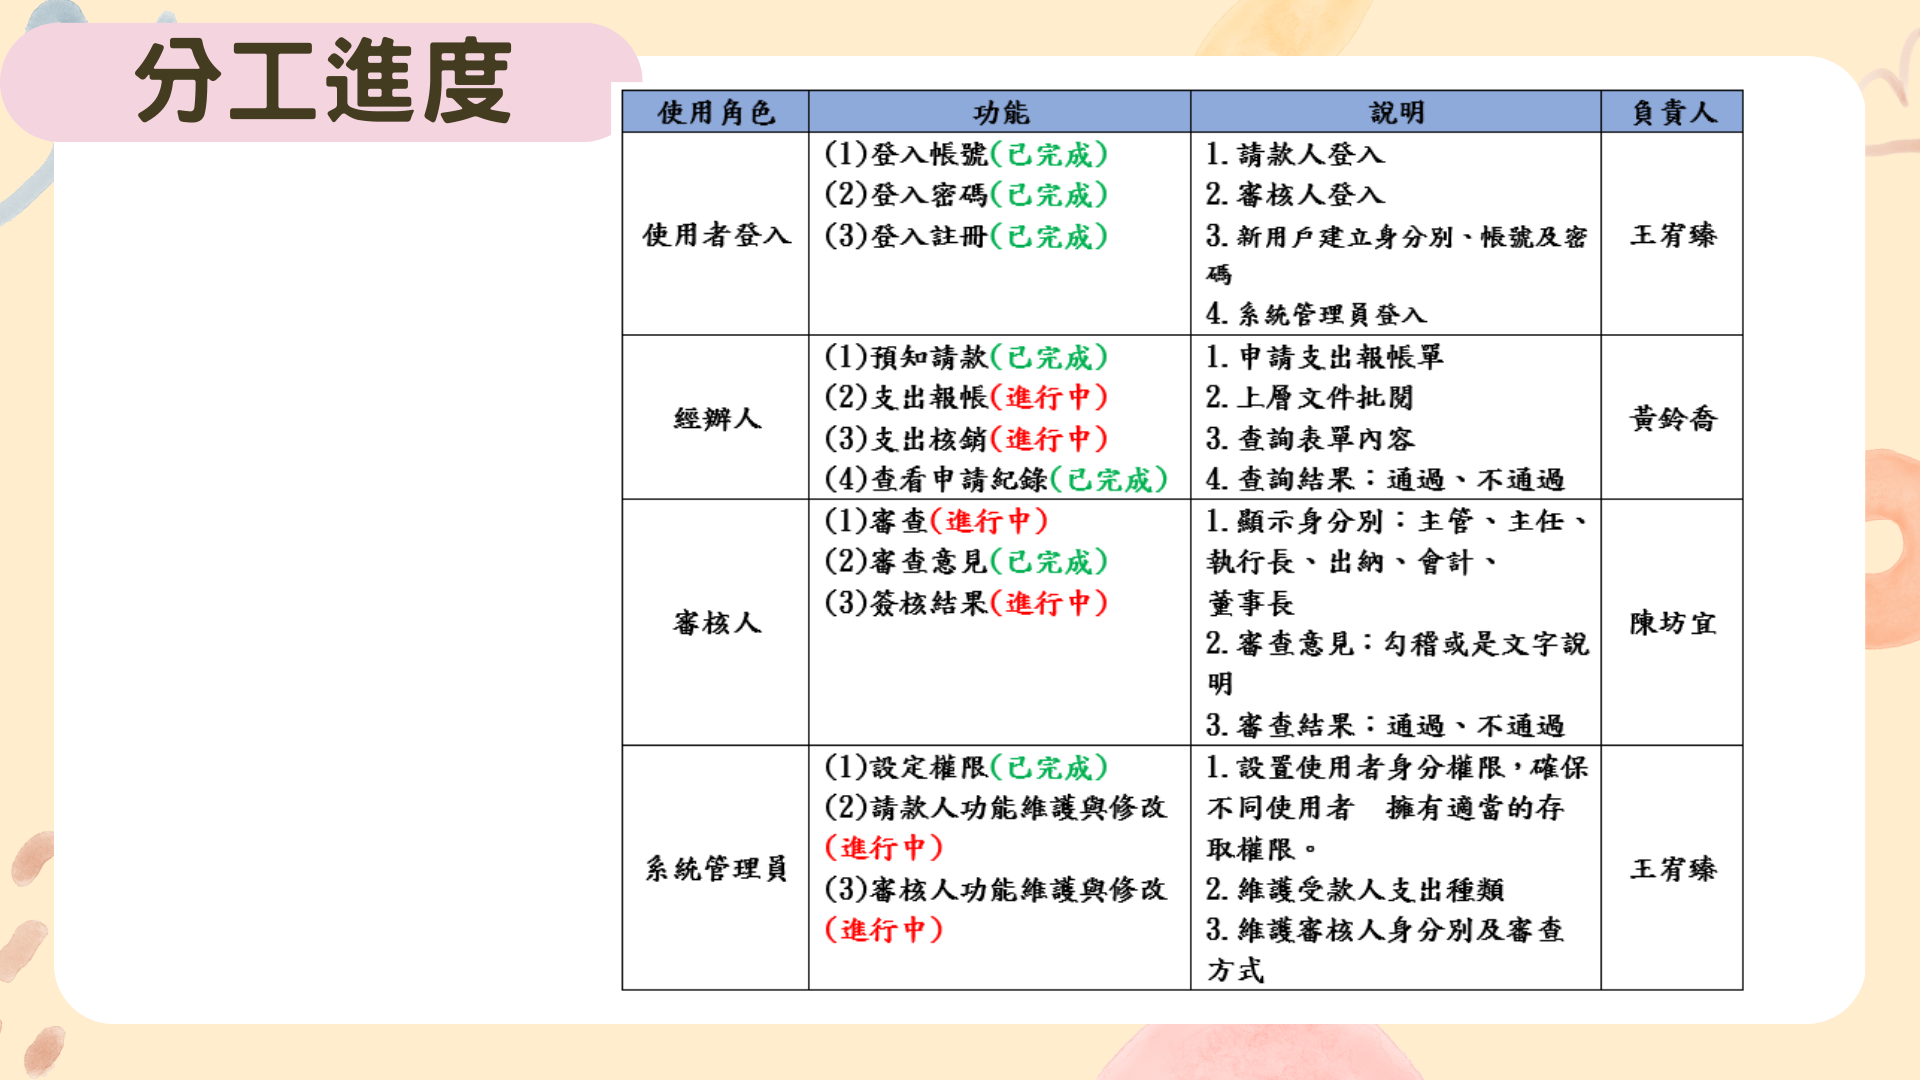 分工進度
使用角色 功能 說明 負責人
使用者登入
(1)登入帳號(已完成)
(2)登入密碼(已完成)
(3)登入註冊(已完成)
1.請款人登入
2.審核人登入
3.新用戶建立身分別、帳號及密
碼
4.系統管理員登入
王宥臻
經辦人
(1)預知請款(已完成)
(2)支出報帳(進行中)
(3)支出核銷(進行中)
(4)查看申請紀錄(已完成)
1.申請支出報帳單
2.上層文件批閱
3.查詢表單內容
4.查詢結果：通過、不通過
黃鈴喬
審核人
(1)審查(進行中)
(2)審查意見(已完成)
(3)簽核結果(進行中)
1.顯示身分別：主管、主任、
執行長、出納、會計、
董事長
2.審查意見：勾稽或是文字說
明
3.審查結果：通過、不通過
陳坊宜
系統管理員
(1)設定權限(已完成)
(2)請款人功能維護與修改
(進行中)
(3)審核人功能維護與修改
(進行中)
1.設置使用者身分權限，確保
不同使用者　擁有適當的存
取權限。
2.維護受款人支出種類
3.維護審核人身分別及審查
方式
王宥臻